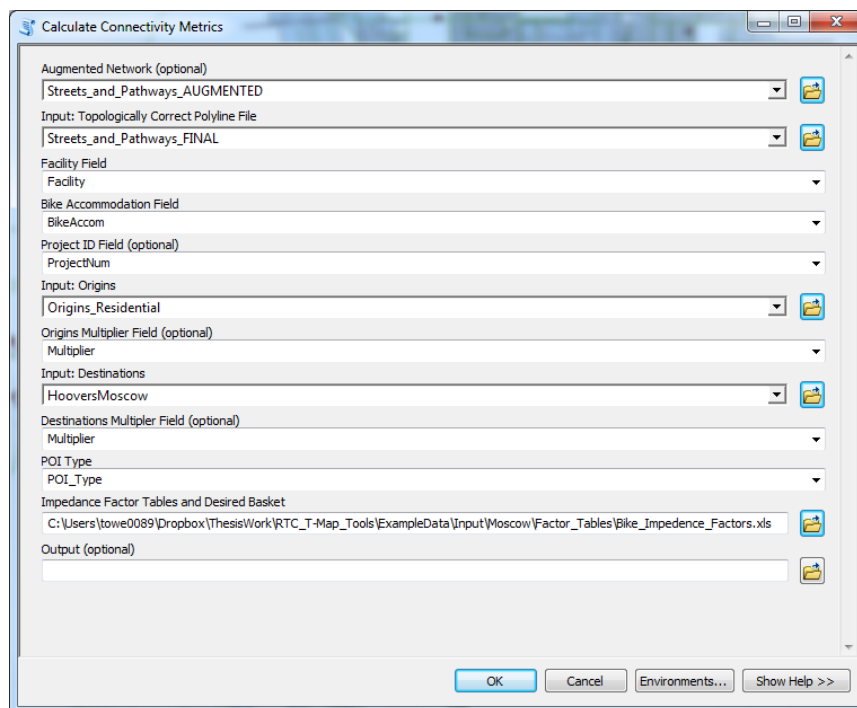 Calculate Connectivity Metrics
Augmented Network (optional)
Streets_and_Pathways_AUGMENTED
Input: Topologically Correct Polyline File
Streets_and_Pathways_FINAL
Facility Field
Facility
Bike Accommodation Field
BikeAccom
Project ID Field (optional)
ProjectNum
Input: Origins
Origins_Residential
Origins Multiplier Field (optional)
Multiplier
Input: Destinations
HooversMoscow
Destinations Multipler Field (optional)
Multiplier
POI Type
POI_Type
Impedance Factor Tables and Desired Basket
C:\Users\towe0089\Dropbox\ThesisWork\RTC_T-Map_Tools\ExampleData\Input\Moscow\Factor_Tables\Bike_Impedence_Factors.xls
Output (optional)
OK Cancel Environments... Show Help >>